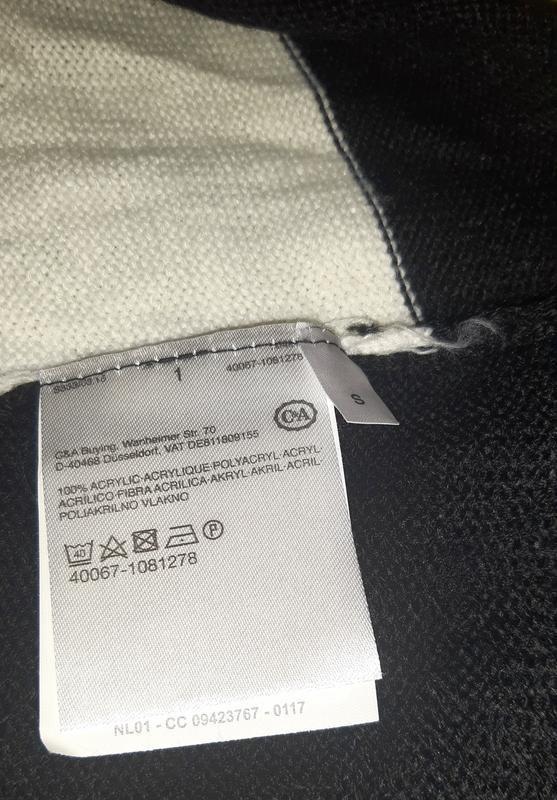 1
40067-1081278
S
C&A
C&A Buying, Wanheimer Str. 70
D-40468 Düsseldorf, VAT DE811809155
100% ACRYLIC·ACRYLIQUE·POLYACRYL·ACRYL·
ACRÍLICO·FIBRA ACRILICA·AKRYL·AKRIL·ACRIL·
POLIAKRILNO VLAKNO
40 P
40067-1081278
NL01 - CC 09423767 - 0117